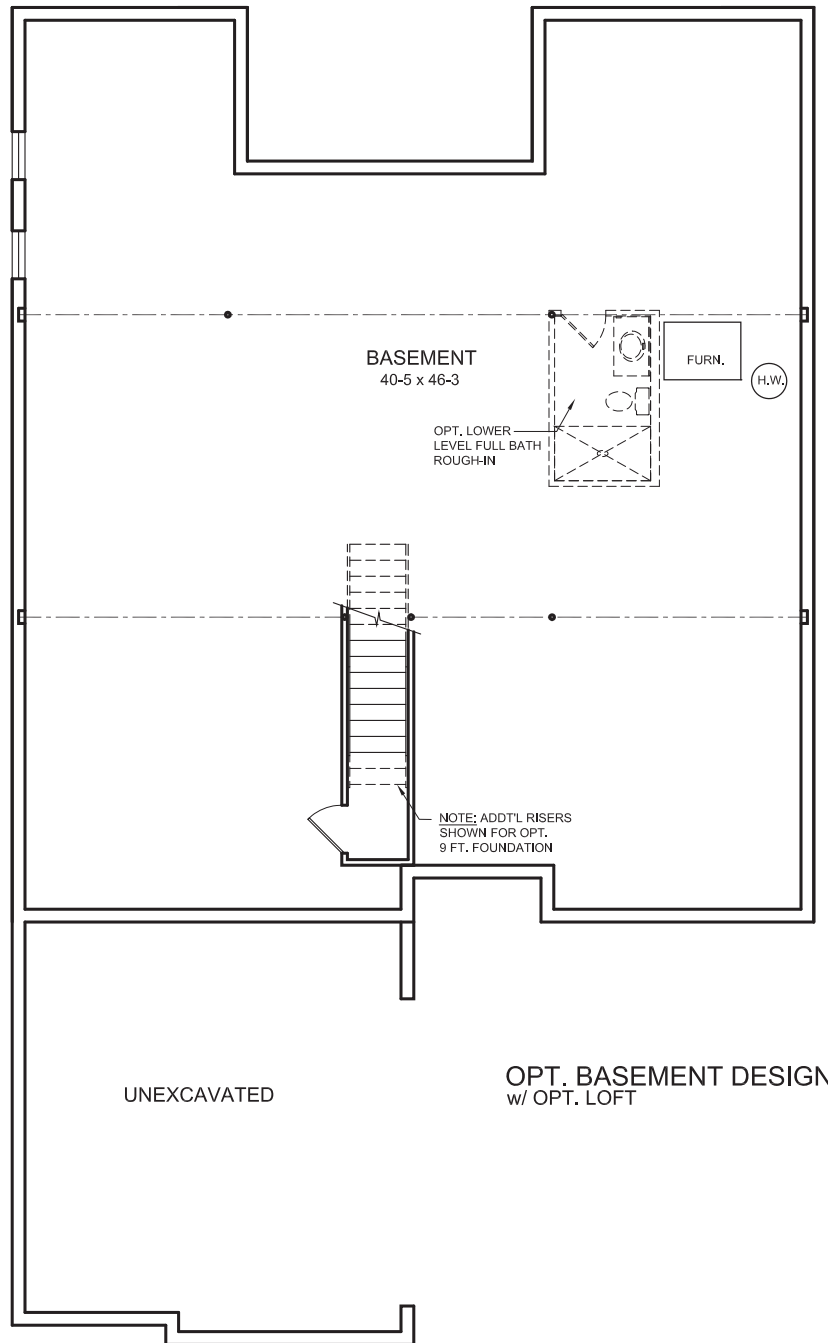 BASEMENT
40-5 x 46-3
FURN.
H.W.
OPT. LOWER
LEVEL FULL BATH
ROUGH-IN
NOTE: ADDT'L RISERS
SHOWN FOR OPT.
9 FT. FOUNDATION
UNEXCAVATED
OPT. BASEMENT DESIGN
w/ OPT. LOFT